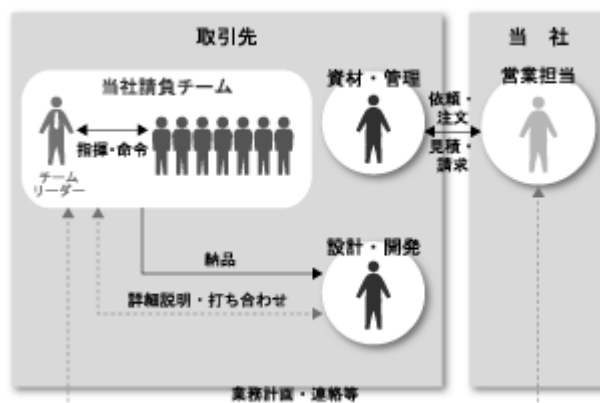 取引先
当　社
当社請負チーム
資材・管理
営業担当
依頼・
注文
見積・
請求
指揮・命令
チーム
リーダー
設計・開発
納品
詳細説明・打ち合わせ
業務計画・連絡等